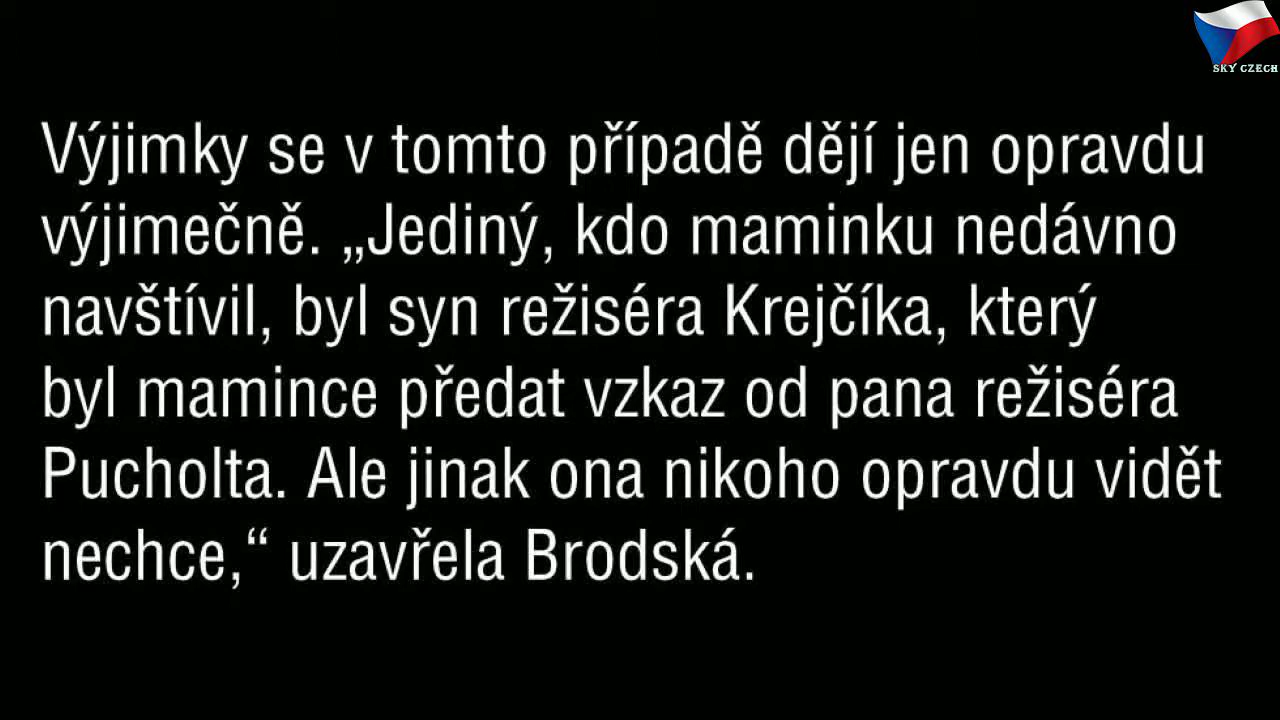 SKY CZECH
Výjimky se v tomto případě dějí jen opravdu
výjimečně. „Jediný, kdo maminku nedávno
navštívil, byl syn režiséra Krejčíka, který
byl mamince předat vzkaz od pana režiséra
Pucholta. Ale jinak ona nikoho opravdu vidět
nechce,“ uzavřela Brodská.